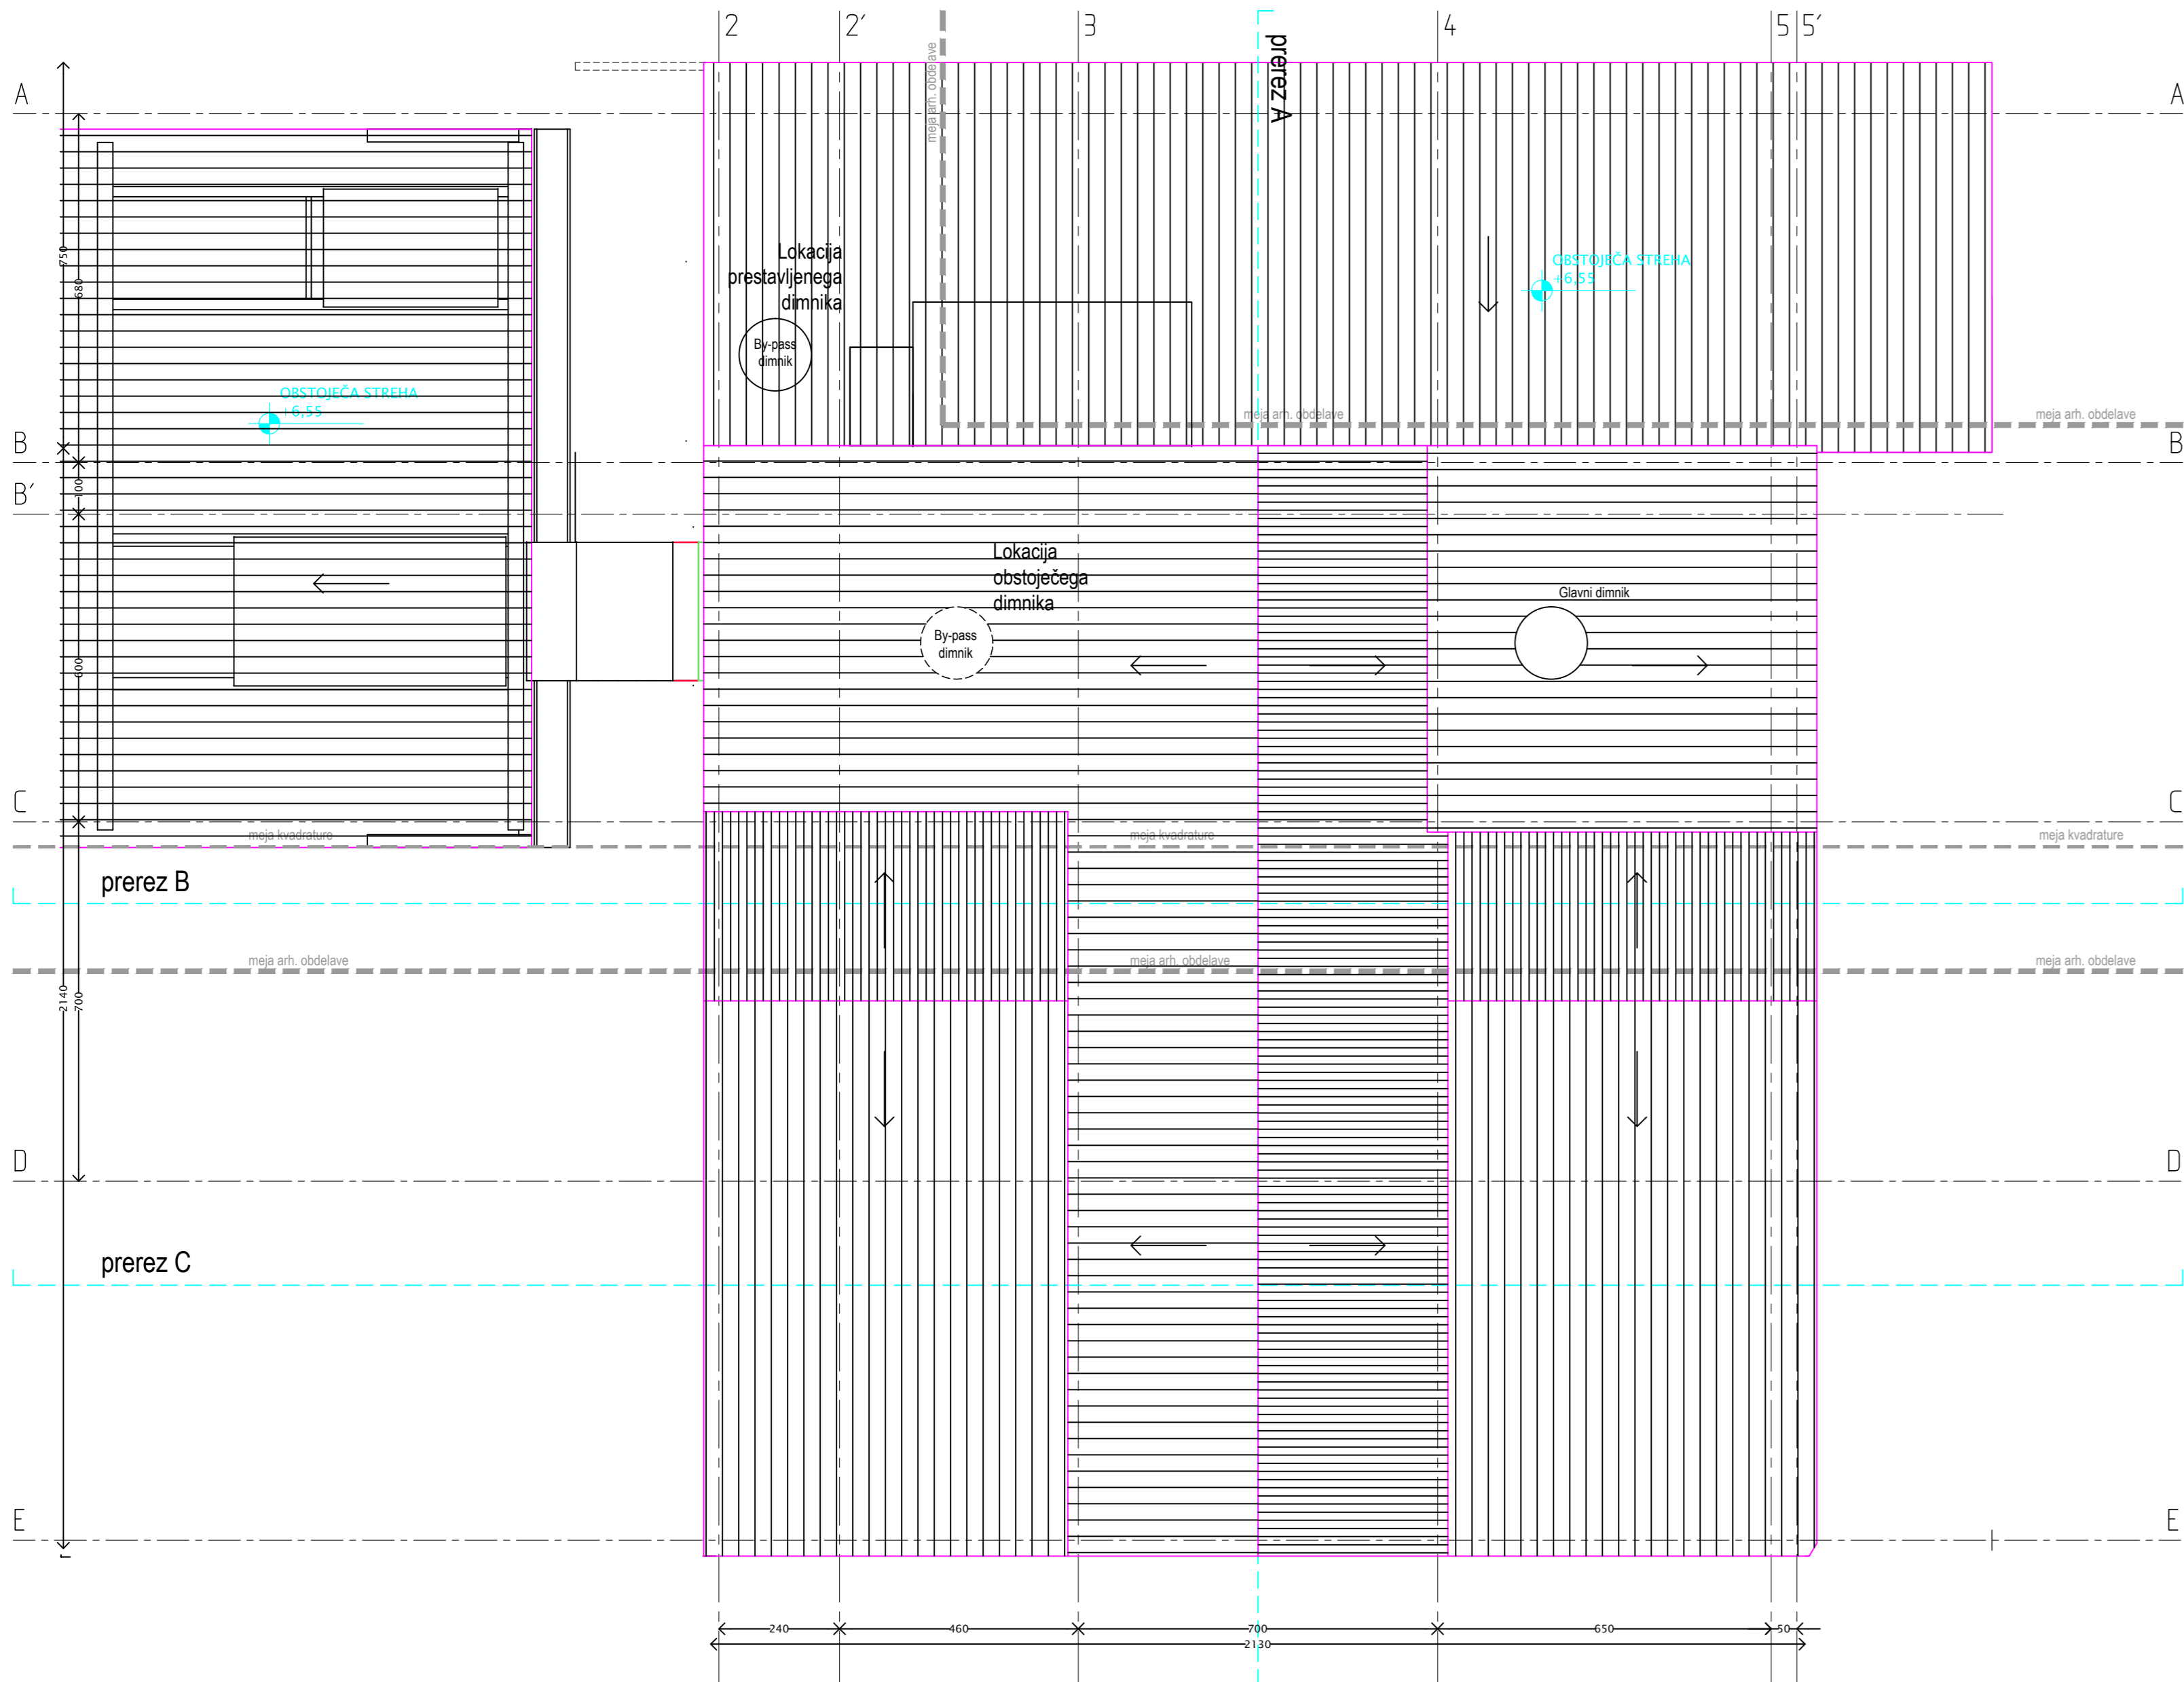 2
2'
3
4
5
5'
prerez A
meja arh. obdelave
A
A
750
680
Lokacija
prestavljenega
dimnika
By-pass
dimnik
OBSTOJEČA STREHA
+6,55
OBSTOJEČA STREHA
+6,55
meja arh. obdelave
meja arh. obdelave
B
B
B'
100
Lokacija
obstoječega
dimnika
Glavni dimnik
By-pass
dimnik
600
C
C
meja kvadrature
meja kvadrature
meja kvadrature
prerez B
meja arh. obdelave
meja arh. obdelave
meja arh. obdelave
2140
700
D
D
prerez C
E
E
240
460
700
650
50
2130